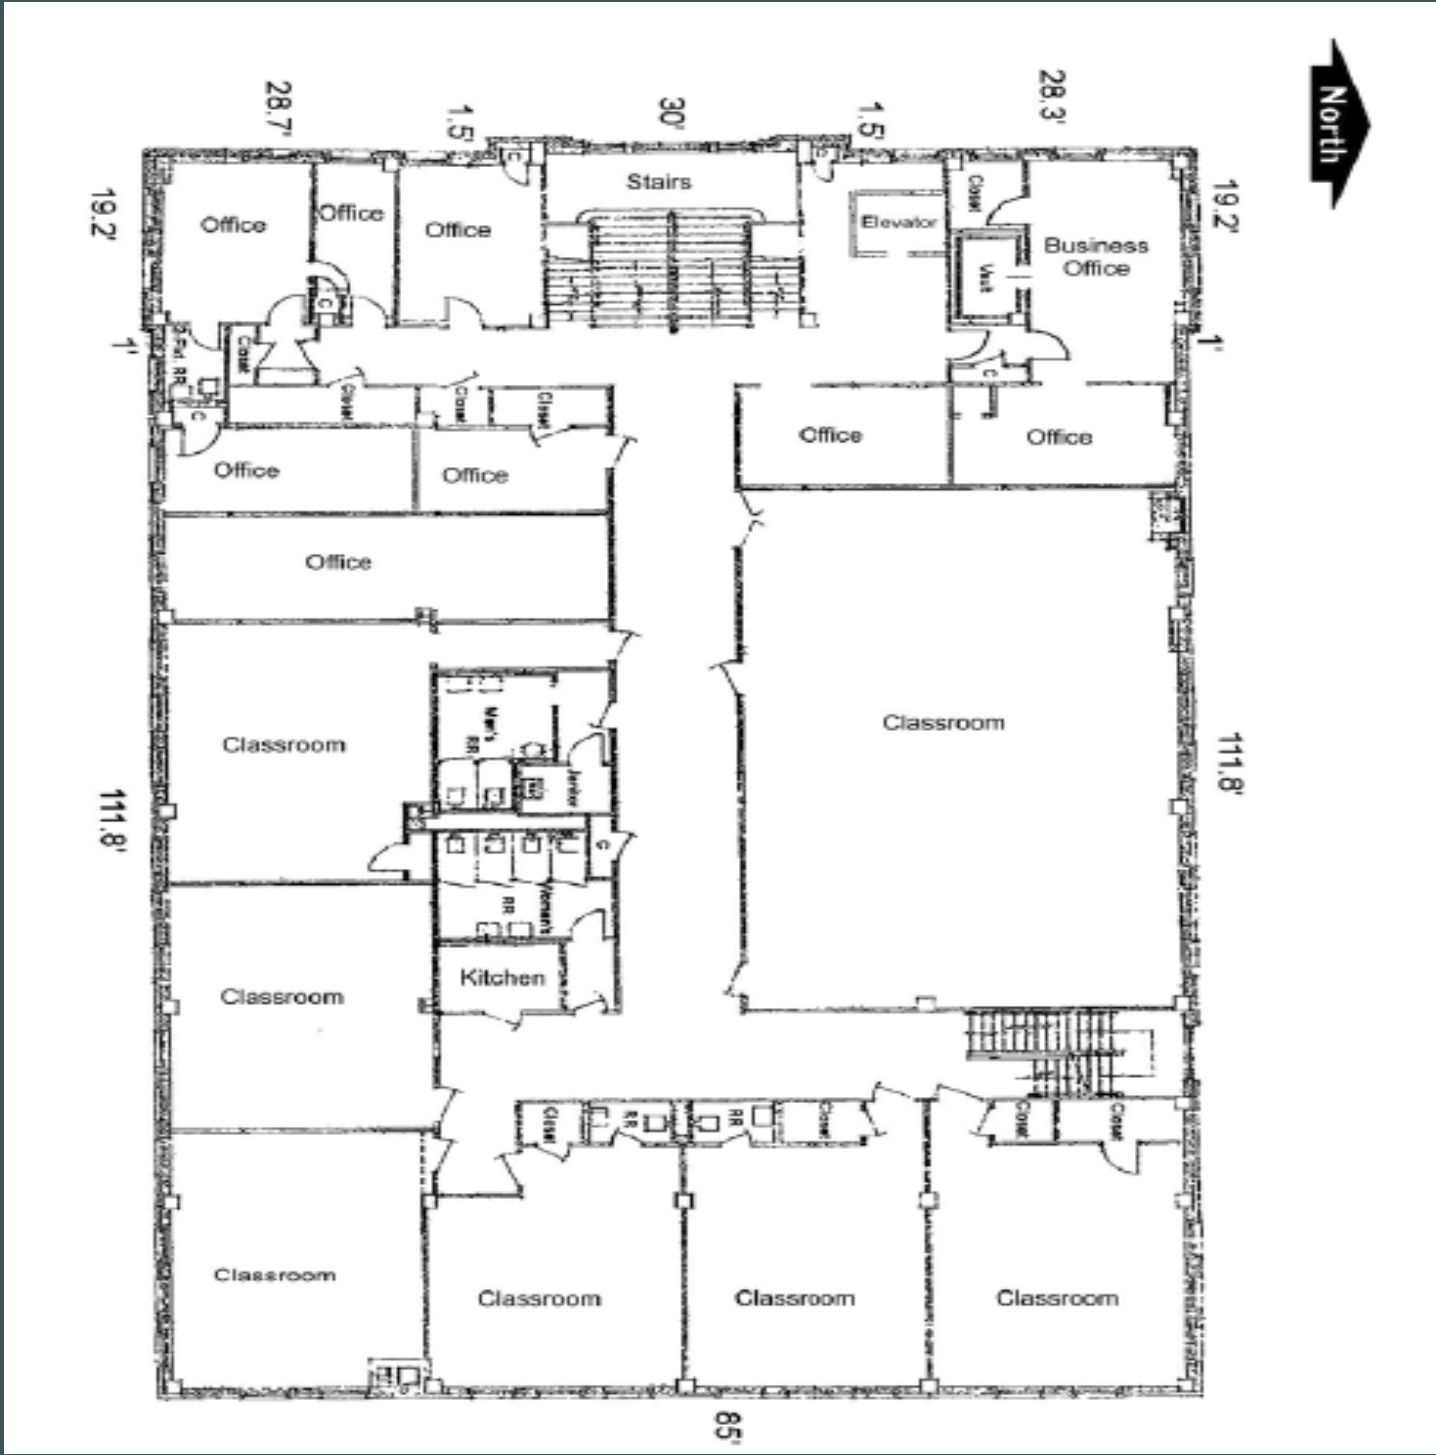 North
28.7'
1.5'
30'
1.5'
28.3'
19.2'
19.2'
C
C
Stairs
Closet
Office
Office
Office
Elevator
Business
Office
Vault
C
1'
1'
Closet
RR
C
C
Closet
Closet
Closet
Office
Office
Office
Office
Office
Classroom
Classroom
Men's
RR
Janitor
111.8'
111.8'
C
Women's
RR
Kitchen
Classroom
Closet
RR
RR
Closet
Closet
Closet
Classroom
Classroom
Classroom
Classroom
85'